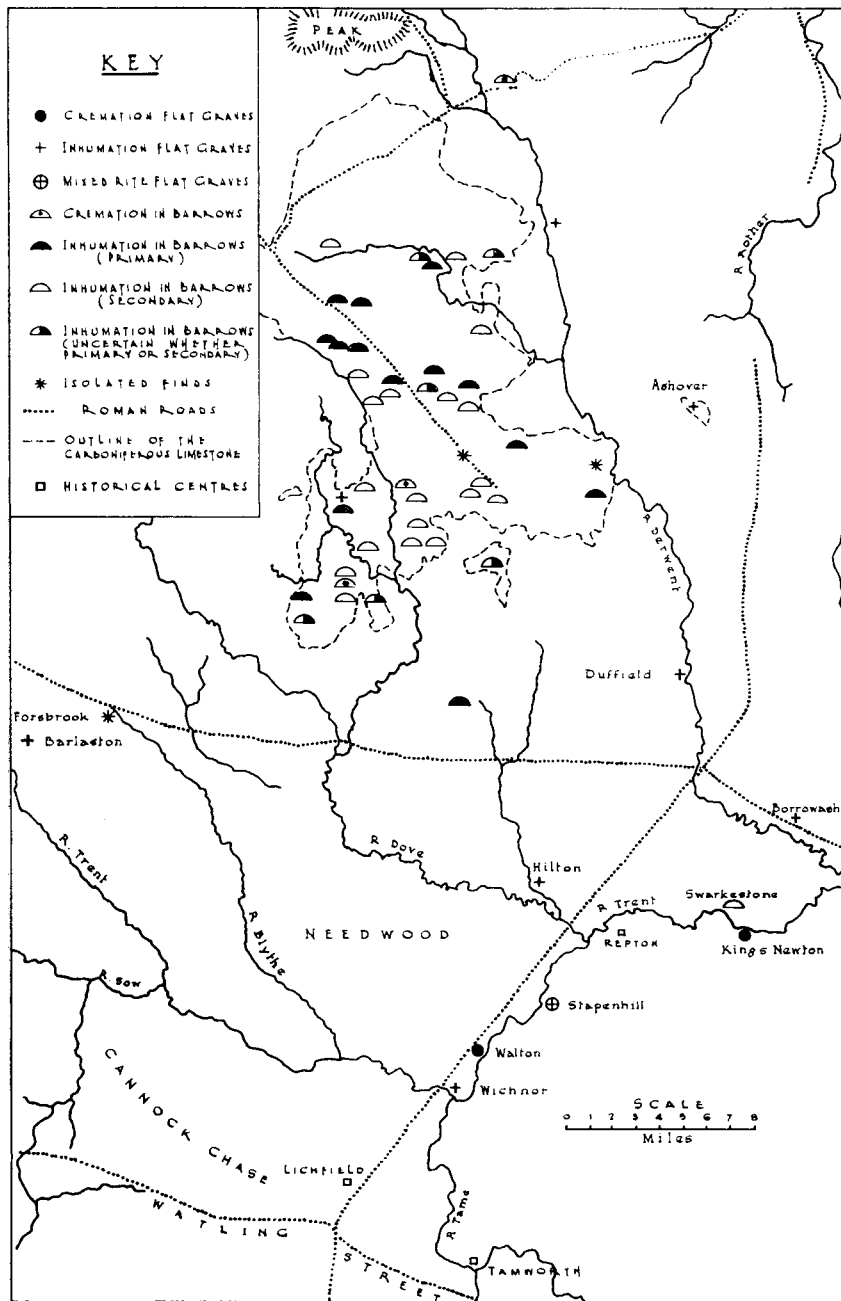 PEAK
KEY
CREMATION FLAT GRAVES
INHUMATION FLAT GRAVES
MIXED RITE FLAT GRAVES
CREMATION IN BARROWS
INHUMATION IN BARROWS
(PRIMARY)
INHUMATION IN BARROWS
(SECONDARY)
INHUMATION IN BARROWS
(UNCERTAIN WHETHER
PRIMARY OR SECONDARY)
ISOLATED FINDS
ROMAN ROADS
OUTLINE OF THE
CARBONIFEROUS LIMESTONE
HISTORICAL CENTRES
R. Rother
Ashover
R. Derwent
Duffield
Forsbrook
Barlaston
Borrowash
R. Trent
R. Dove
Hilton
Swarkestone
R. Trent
R. Blythe
NEEDWOOD
REPTON
Kings Newton
R. Sow
Stapenhill
Walton
Wichnor
CANNOCK CHASE
SCALE
0 1 2 3 4 5 6 7 8
Miles
LICHFIELD
WATLING STREET
R. Tame
TAMWORTH